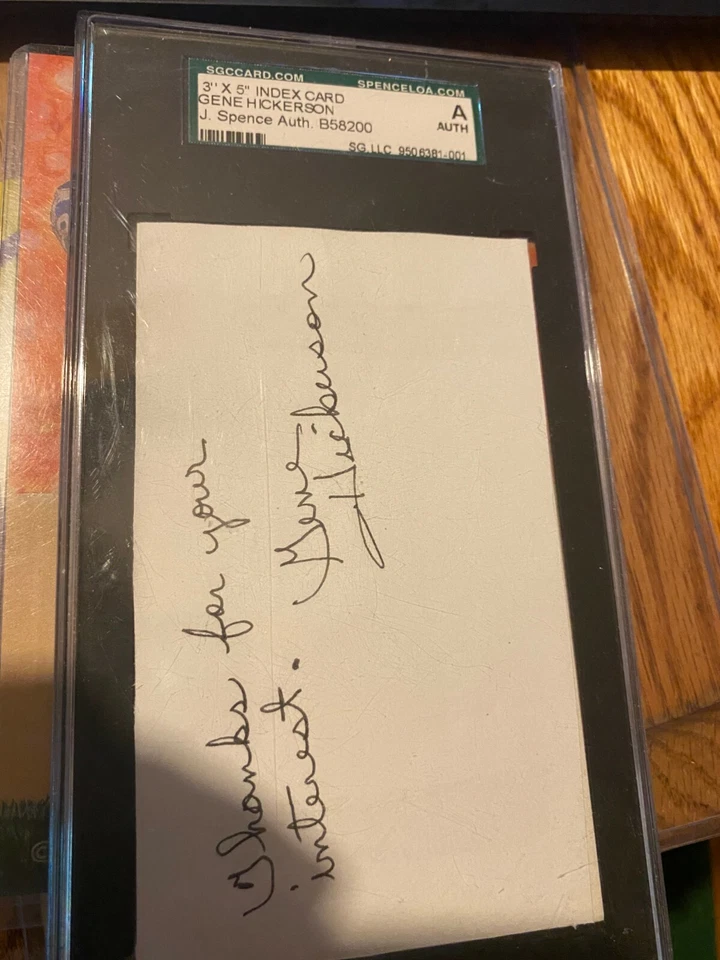 SGCCARD.COM SPENCELOA.COM
3" X 5" INDEX CARD
GENE HICKERSON
J. Spence Auth. B58200
A
AUTH
SG LLC 9506381-001
Thanks for your
interest. Gene
Hickerson
©